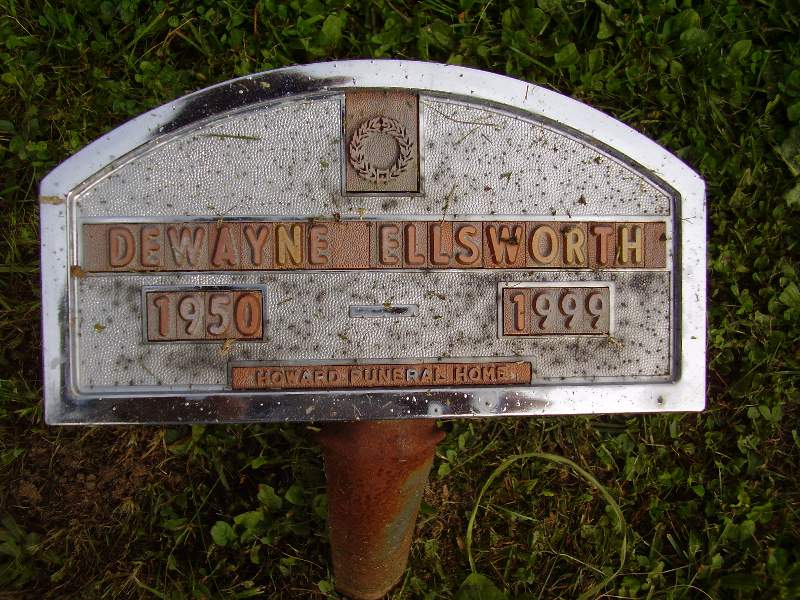 DEWAYNE ELLSWORTH
1950 1999
HOWARD FUNERAL HOME